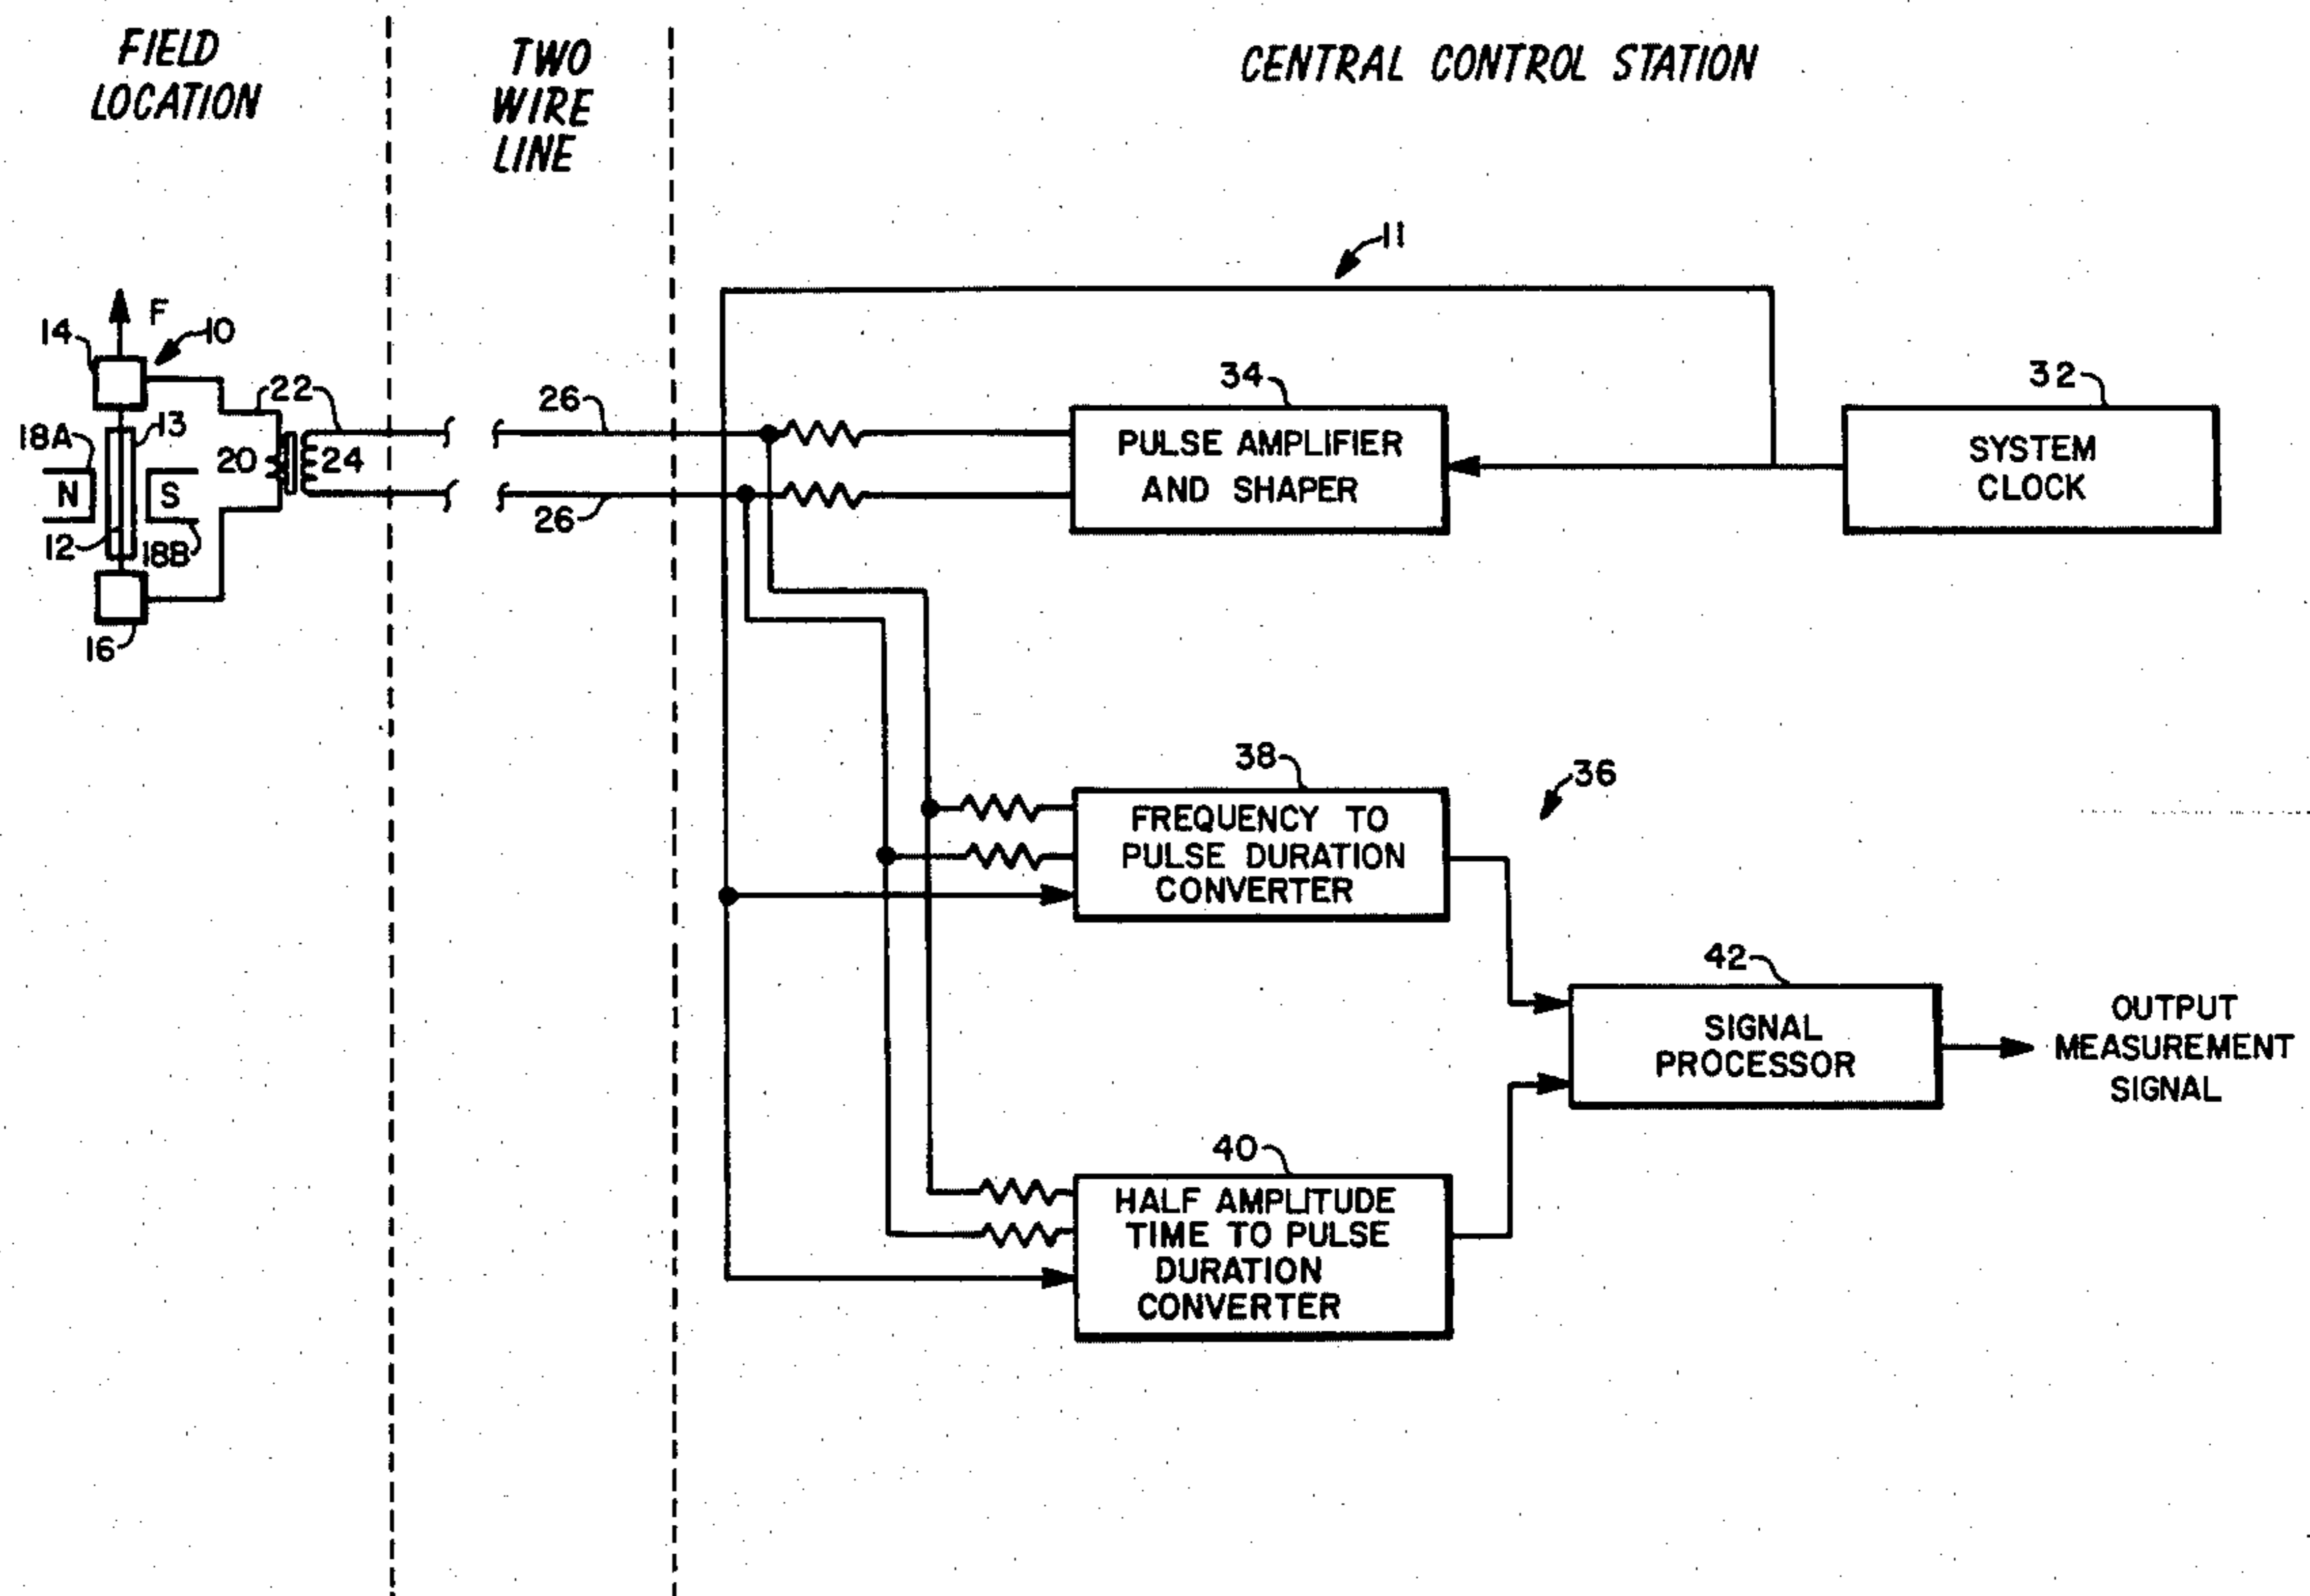 FIELD
LOCATION
TWO
WIRE
LINE
CENTRAL CONTROL STATION
11
F
14
10
22
13
18A
20
24
N
S
12
18B
16
26
26
34
PULSE AMPLIFIER
AND SHAPER
32
SYSTEM
CLOCK
38
FREQUENCY TO
PULSE DURATION
CONVERTER
36
40
HALF AMPLITUDE
TIME TO PULSE
DURATION
CONVERTER
42
SIGNAL
PROCESSOR
OUTPUT
MEASUREMENT
SIGNAL